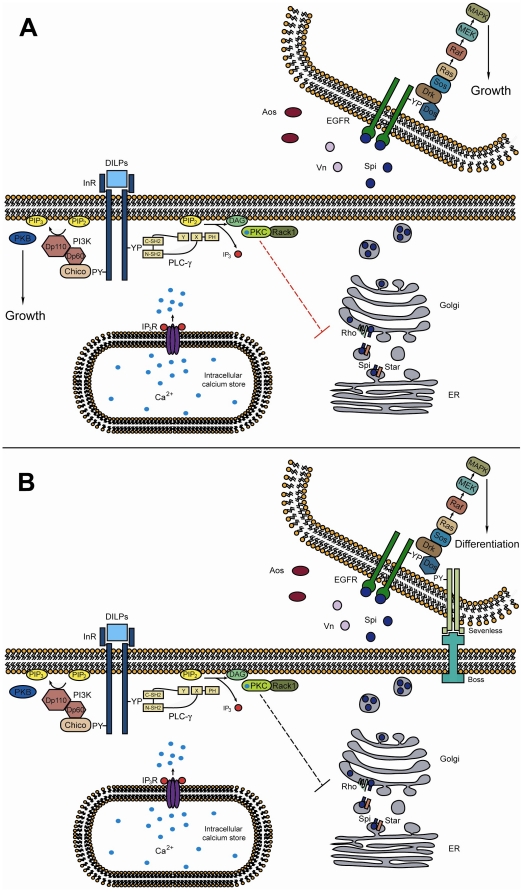 A
MAPK
MEK
Raf
Ras
Sos
Drk
Dos
YP
Growth
EGFR
Aos
Vn
Spi
DILPs
InR
PIP3
PIP2
PIP2
DAG
PKB
Dp110
PI3K
Dp60
Chico
PY
YP
C-SH2
N-SH2
Y
X
PH
PLC-γ
IP3
PKC
Rack1
Growth
IP3R
Ca2+
Intracellular
calcium store
Golgi
Rho
Spi
Star
ER
B
MAPK
MEK
Raf
Ras
Sos
Drk
Dos
YP
PY
Differentiation
EGFR
Aos
Vn
Spi
Sevenless
Boss
DILPs
InR
PIP3
PIP2
PIP2
DAG
PKB
Dp110
PI3K
Dp60
Chico
PY
YP
C-SH2
N-SH2
Y
X
PH
PLC-γ
IP3
PKC
Rack1
IP3R
Ca2+
Intracellular
calcium store
Golgi
Rho
Spi
Star
ER